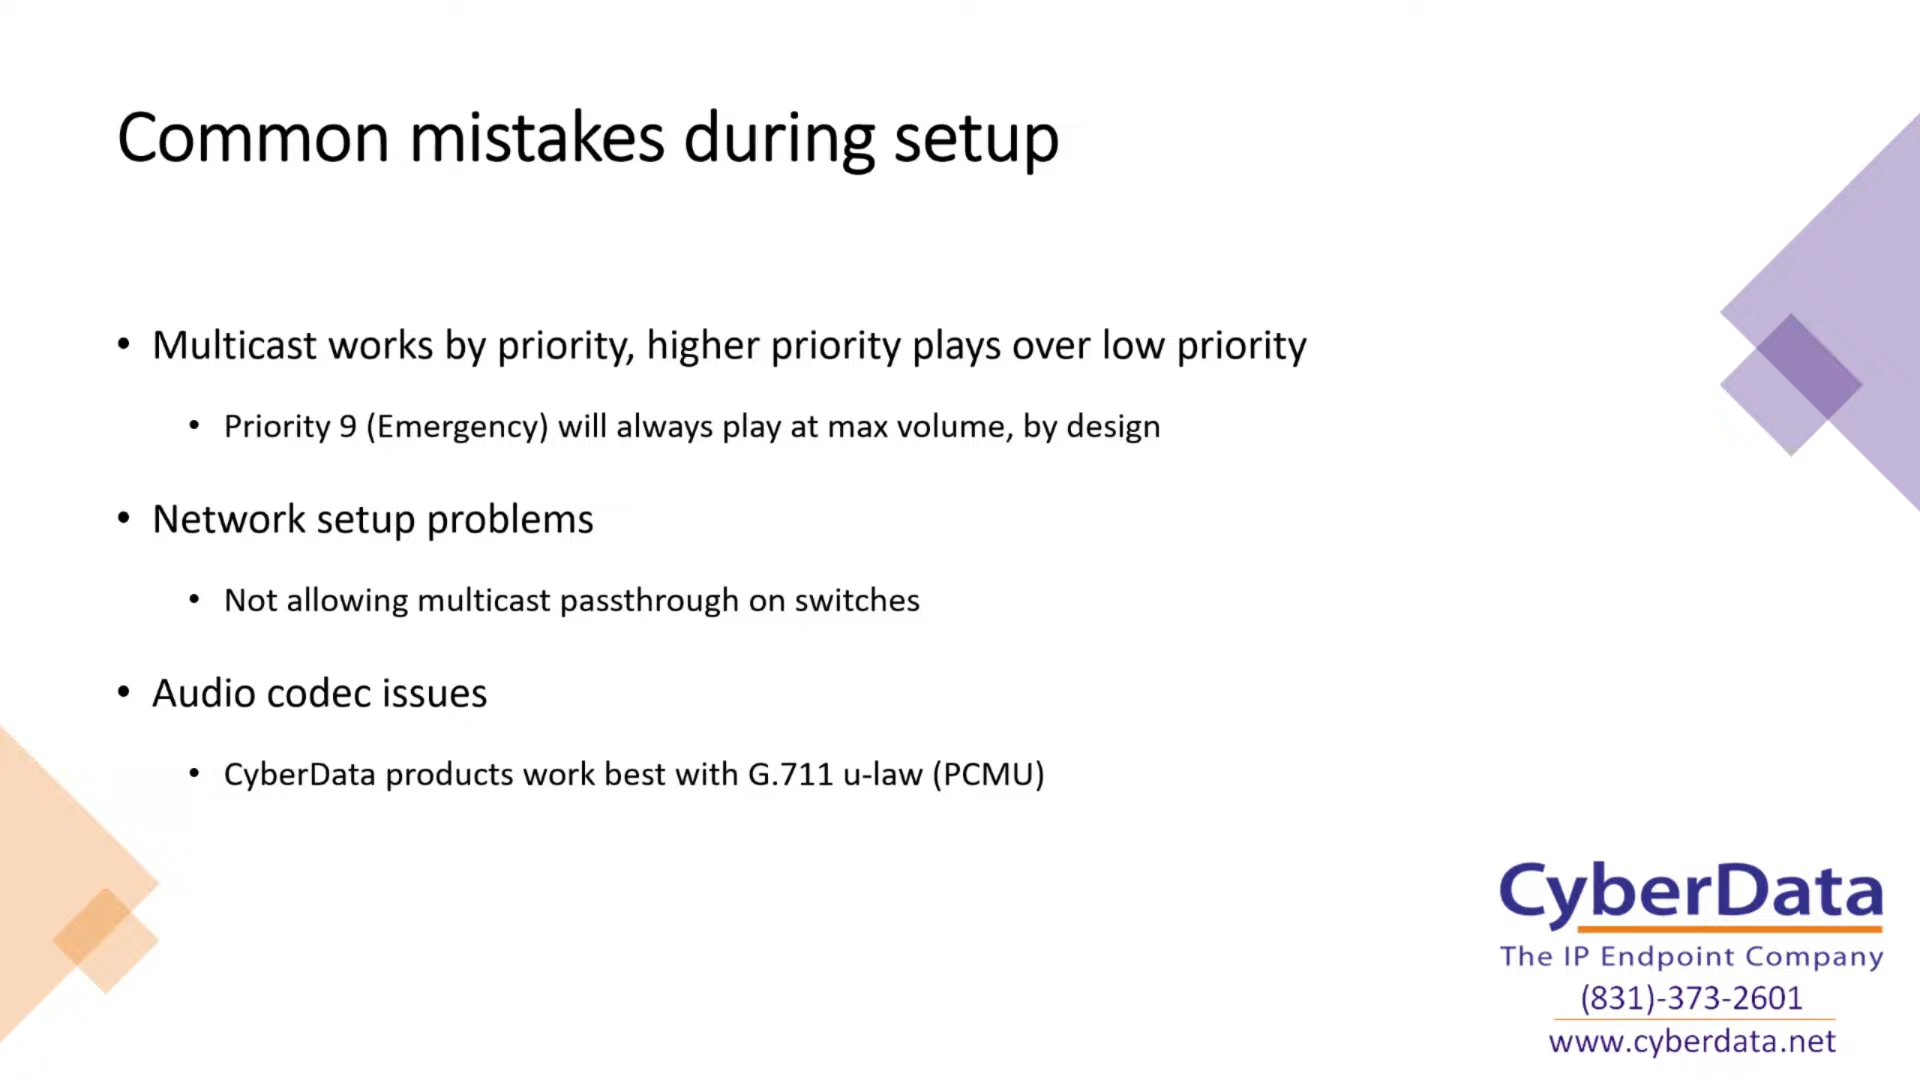 Common mistakes during setup
• Multicast works by priority, higher priority plays over low priority
• Priority 9 (Emergency) will always play at max volume, by design
• Network setup problems
• Not allowing multicast passthrough on switches
• Audio codec issues
• CyberData products work best with G.711 u-law (PCMU)
CyberData
The IP Endpoint Company
(831)-373-2601
www.cyberdata.net